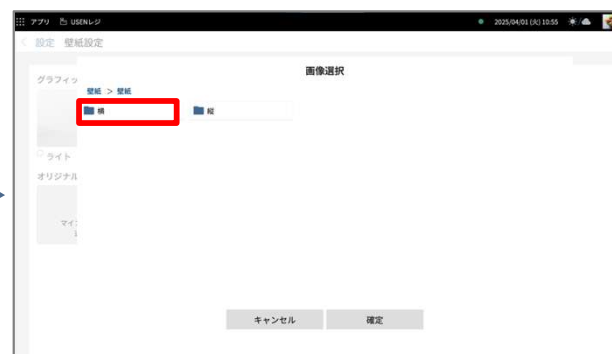 アプリ USENレジ 2025/04/01 (火) 10:55
設定 壁紙設定
画像選択
グラフィッ
壁紙 > 壁紙
横 縦
ライト
オリジナル
マイ
キャンセル 確定